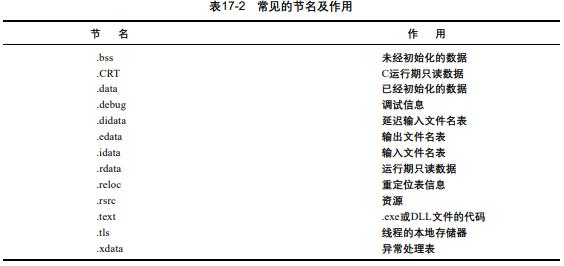 表17-2 常见的节名及作用
节 名 作 用
.bss 未经初始化的数据
.CRT C运行期只读数据
.data 已经初始化的数据
.debug 调试信息
.didata 延迟输入文件名表
.edata 输出文件名表
.idata 输入文件名表
.rdata 运行期只读数据
.reloc 重定位表信息
.rsrc 资源
.text .exe或DLL文件的代码
.tls 线程的本地存储器
.xdata 异常处理表